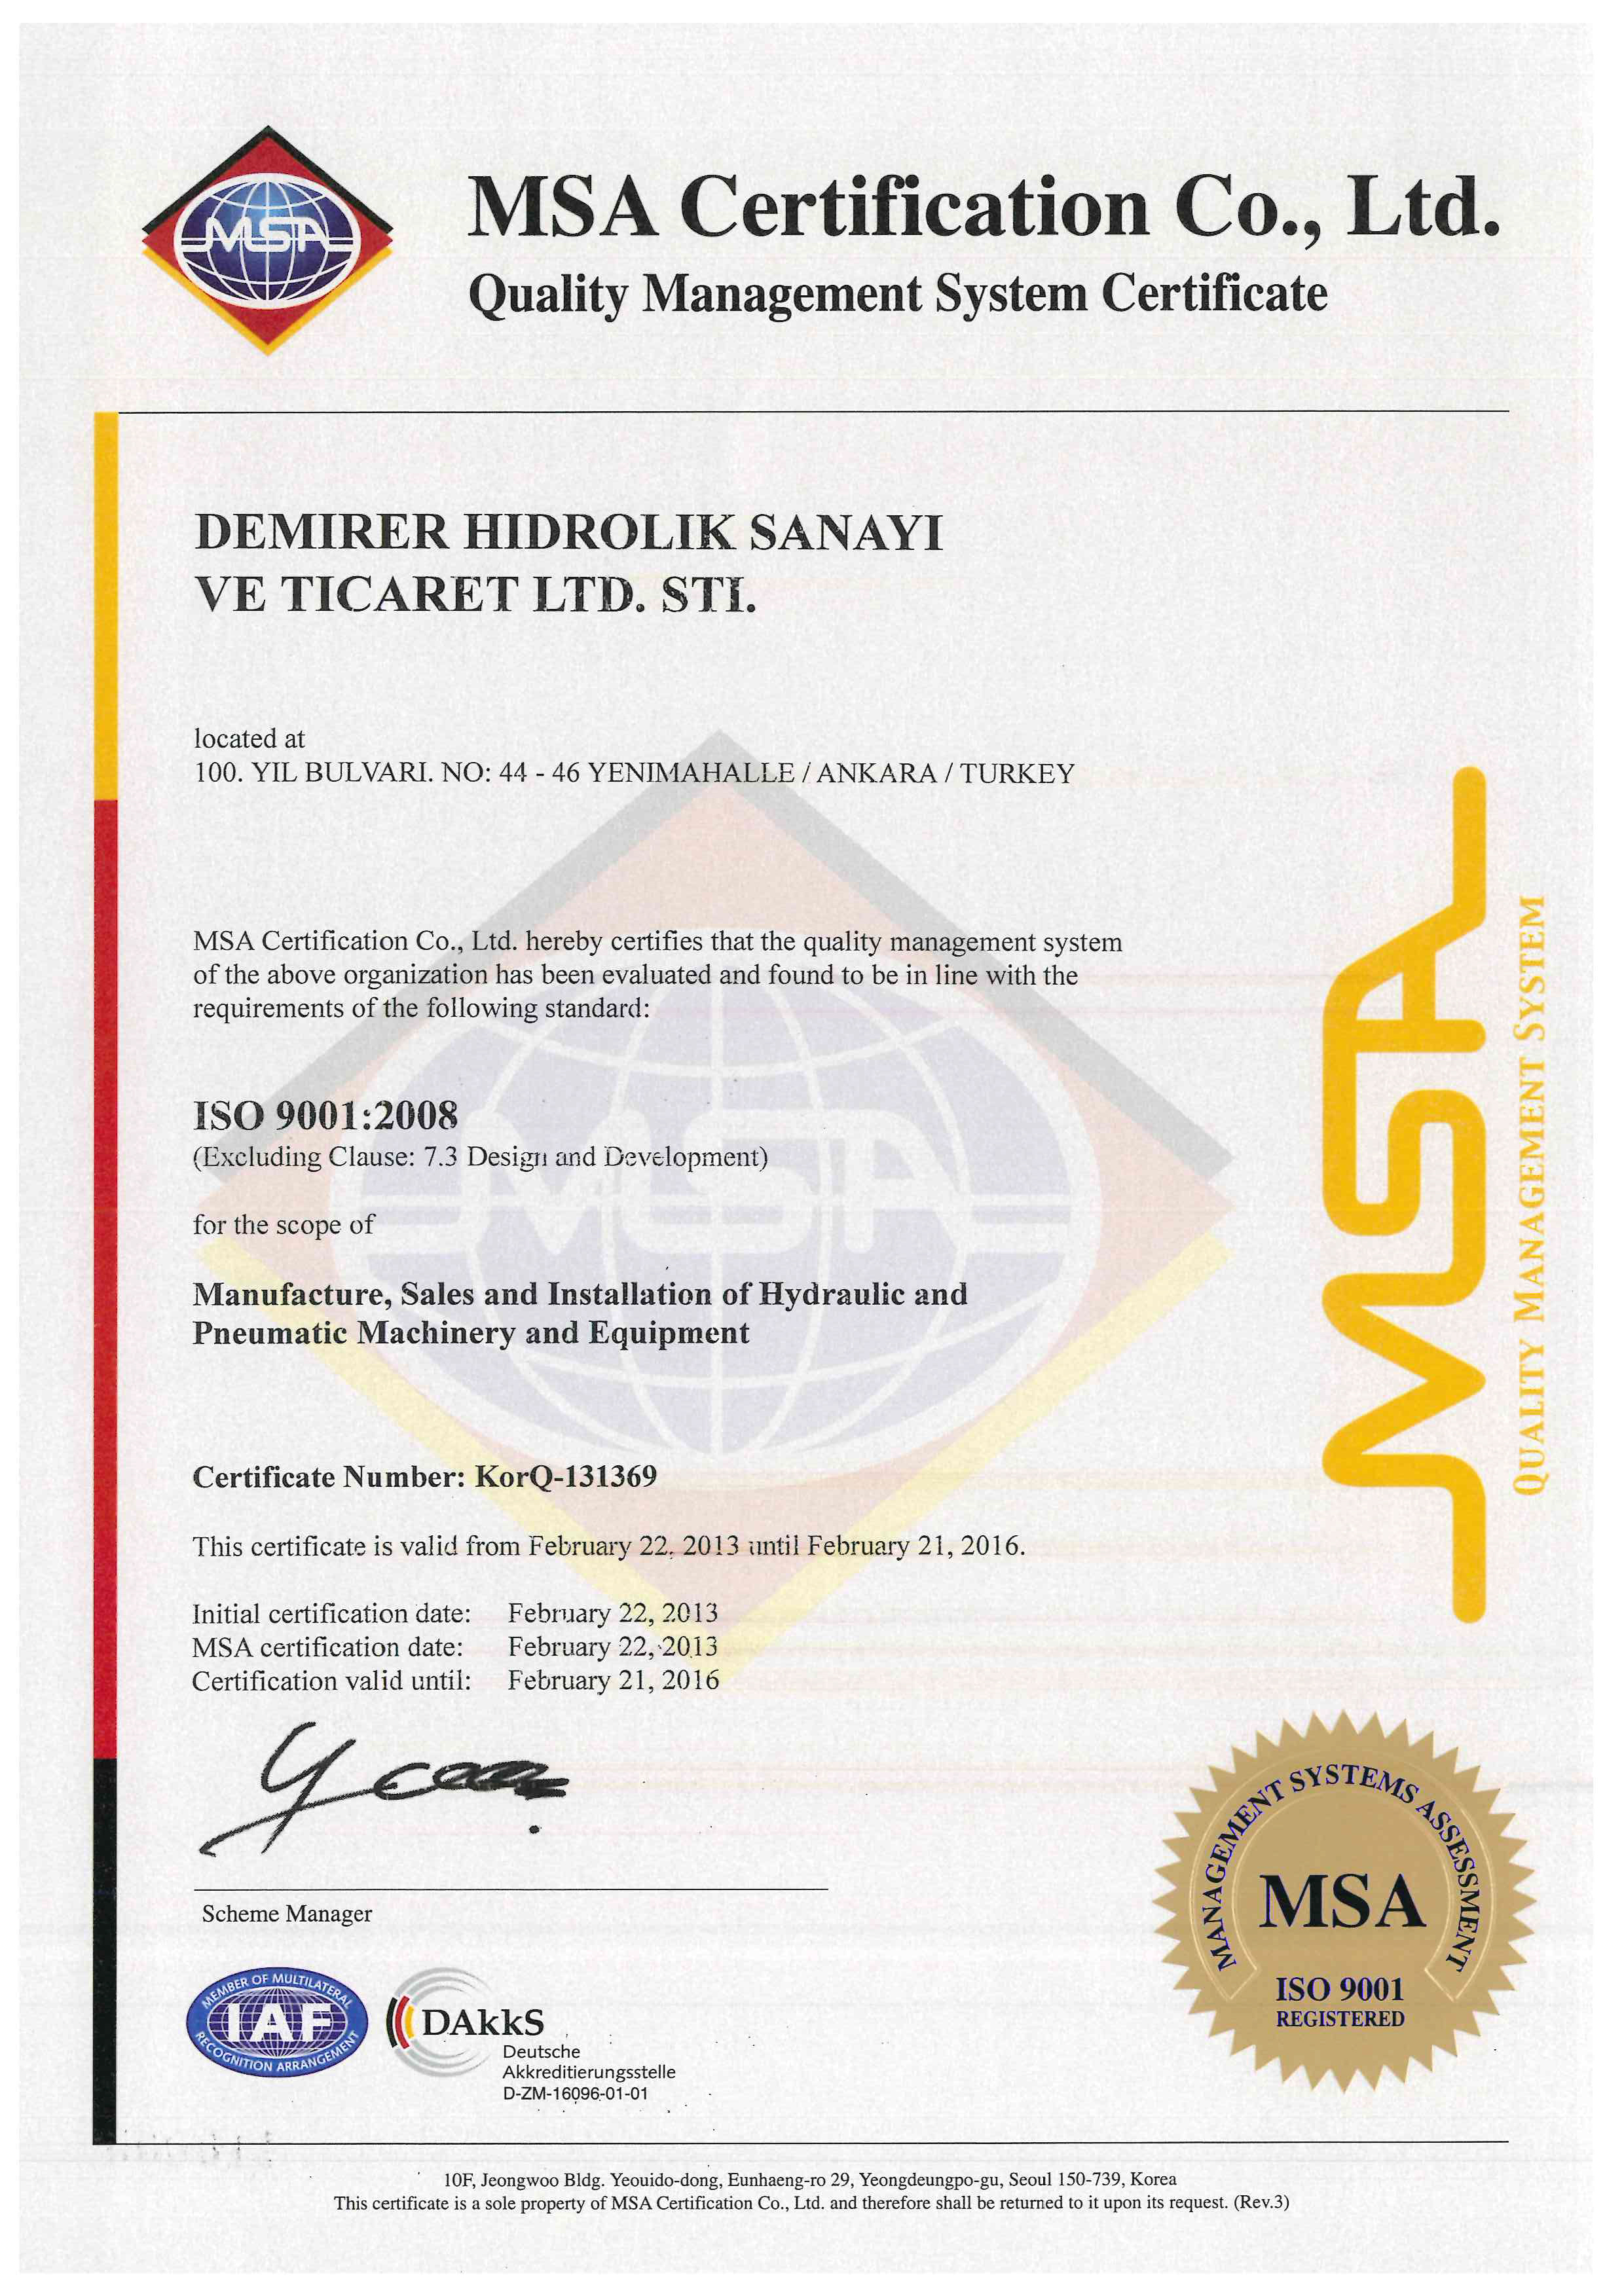 MSA
MSA Certification Co., Ltd.
Quality Management System Certificate
DEMIRER HIDROLIK SANAYI
VE TICARET LTD. STI.
located at
100. YIL BULVARI. NO: 44 - 46 YENIMAHALLE / ANKARA / TURKEY
MSA Certification Co., Ltd. hereby certifies that the quality management system
of the above organization has been evaluated and found to be in line with the
requirements of the following standard:
ISO 9001:2008
(Excluding Clause: 7.3 Design and Development)
for the scope of
Manufacture, Sales and Installation of Hydraulic and
Pneumatic Machinery and Equipment
Certificate Number: KorQ-131369
This certificate is valid from February 22, 2013 until February 21, 2016.
Initial certification date: February 22, 2013
MSA certification date: February 22, 2013
Certification valid until: February 21, 2016
Scheme Manager
MSA
QUALITY MANAGEMENT SYSTEM
MSA
MANAGEMENT SYSTEMS ASSESSMENT
MSA
ISO 9001
REGISTERED
MEMBER OF MULTILATERAL
IAF
RECOGNITION ARRANGEMENT
DAkkS
Deutsche
Akkreditierungsstelle
D-ZM-16096-01-01
10F, Jeongwoo Bldg. Yeouido-dong, Eunhaeng-ro 29, Yeongdeungpo-gu, Seoul 150-739, Korea
This certificate is a sole property of MSA Certification Co., Ltd. and therefore shall be returned to it upon its request. (Rev.3)